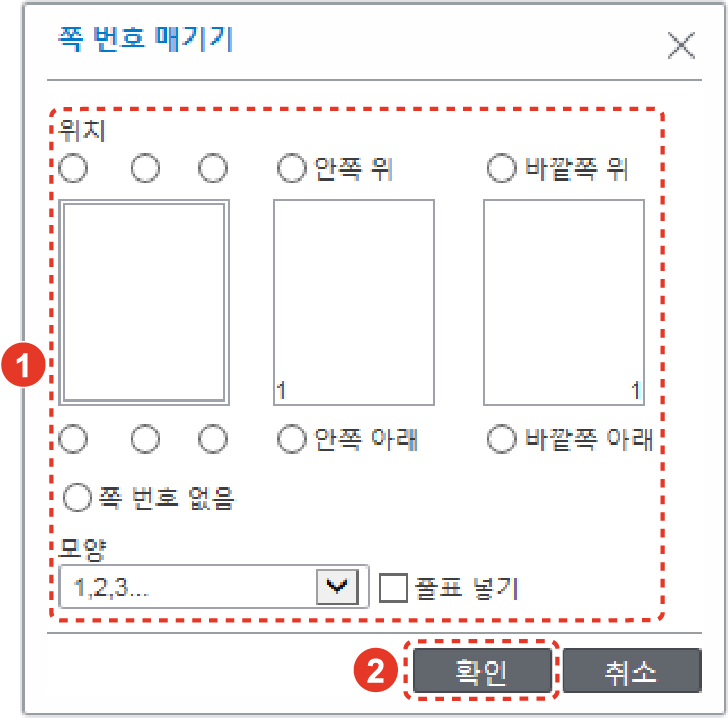 쪽 번호 매기기
위치
안쪽 위
바깥쪽 위
1
1
1
안쪽 아래
바깥쪽 아래
쪽 번호 없음
모양
1,2,3...
줄표 넣기
2
확인
취소